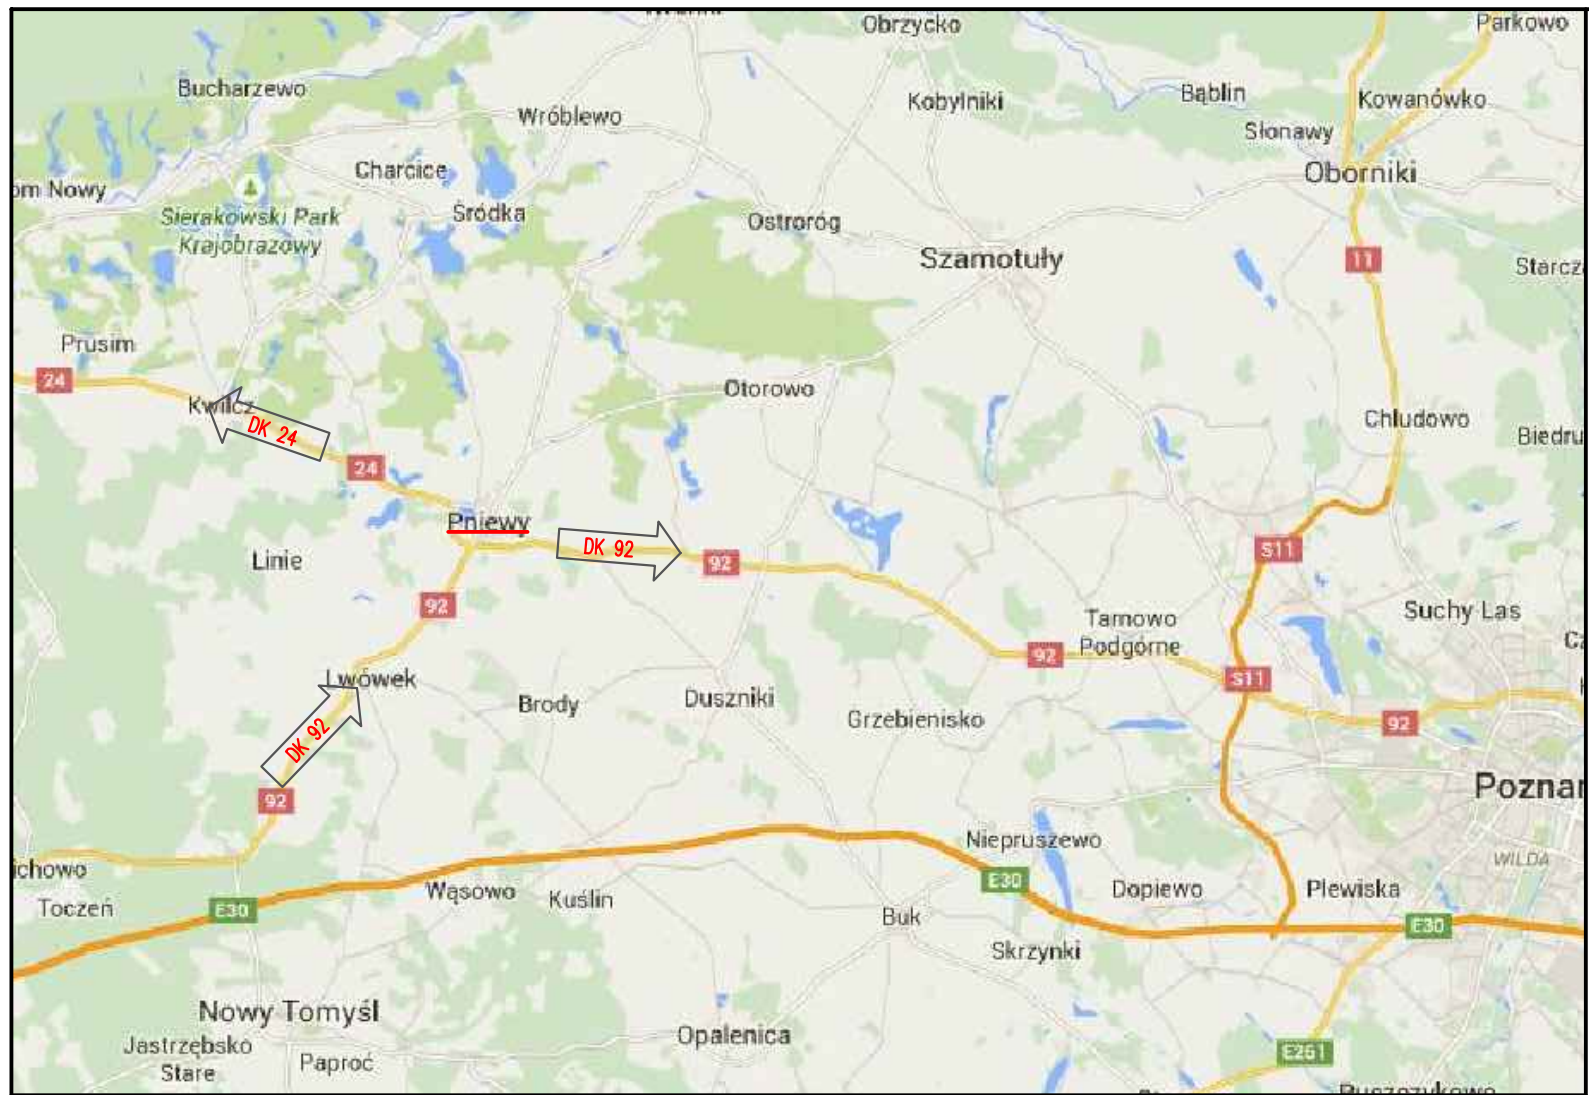 Obrzycko
Parkowo
Bucharzewo
Wróblewo
Kobylniki
Bąblin
Kowanówko
Słonawy
Charcice
Oborniki
om Nowy
Sierakowski Park
Krajobrazowy
Śródka
Ostroróg
Szamotuły
11
Starcz
Prusim
24
Kwilcz
DK 24
Otorowo
Chludowo
Biedru
24
Pniewy
DK 92
92
S11
Linie
92
Tarnowo
Podgórne
Suchy Las
92
S11
Lwówek
DK 92
Brody
Duszniki
Grzebienisko
92
92
Poznań
ichowo
Niepruszewo
WILDA
Toczeń
E30
Wąsowo
Kuślin
E30
Dopiewo
Plewiska
Buk
E30
Skrzynki
Nowy Tomyśl
Opalenica
Jastrzębsko
Stare
Paproć
E261